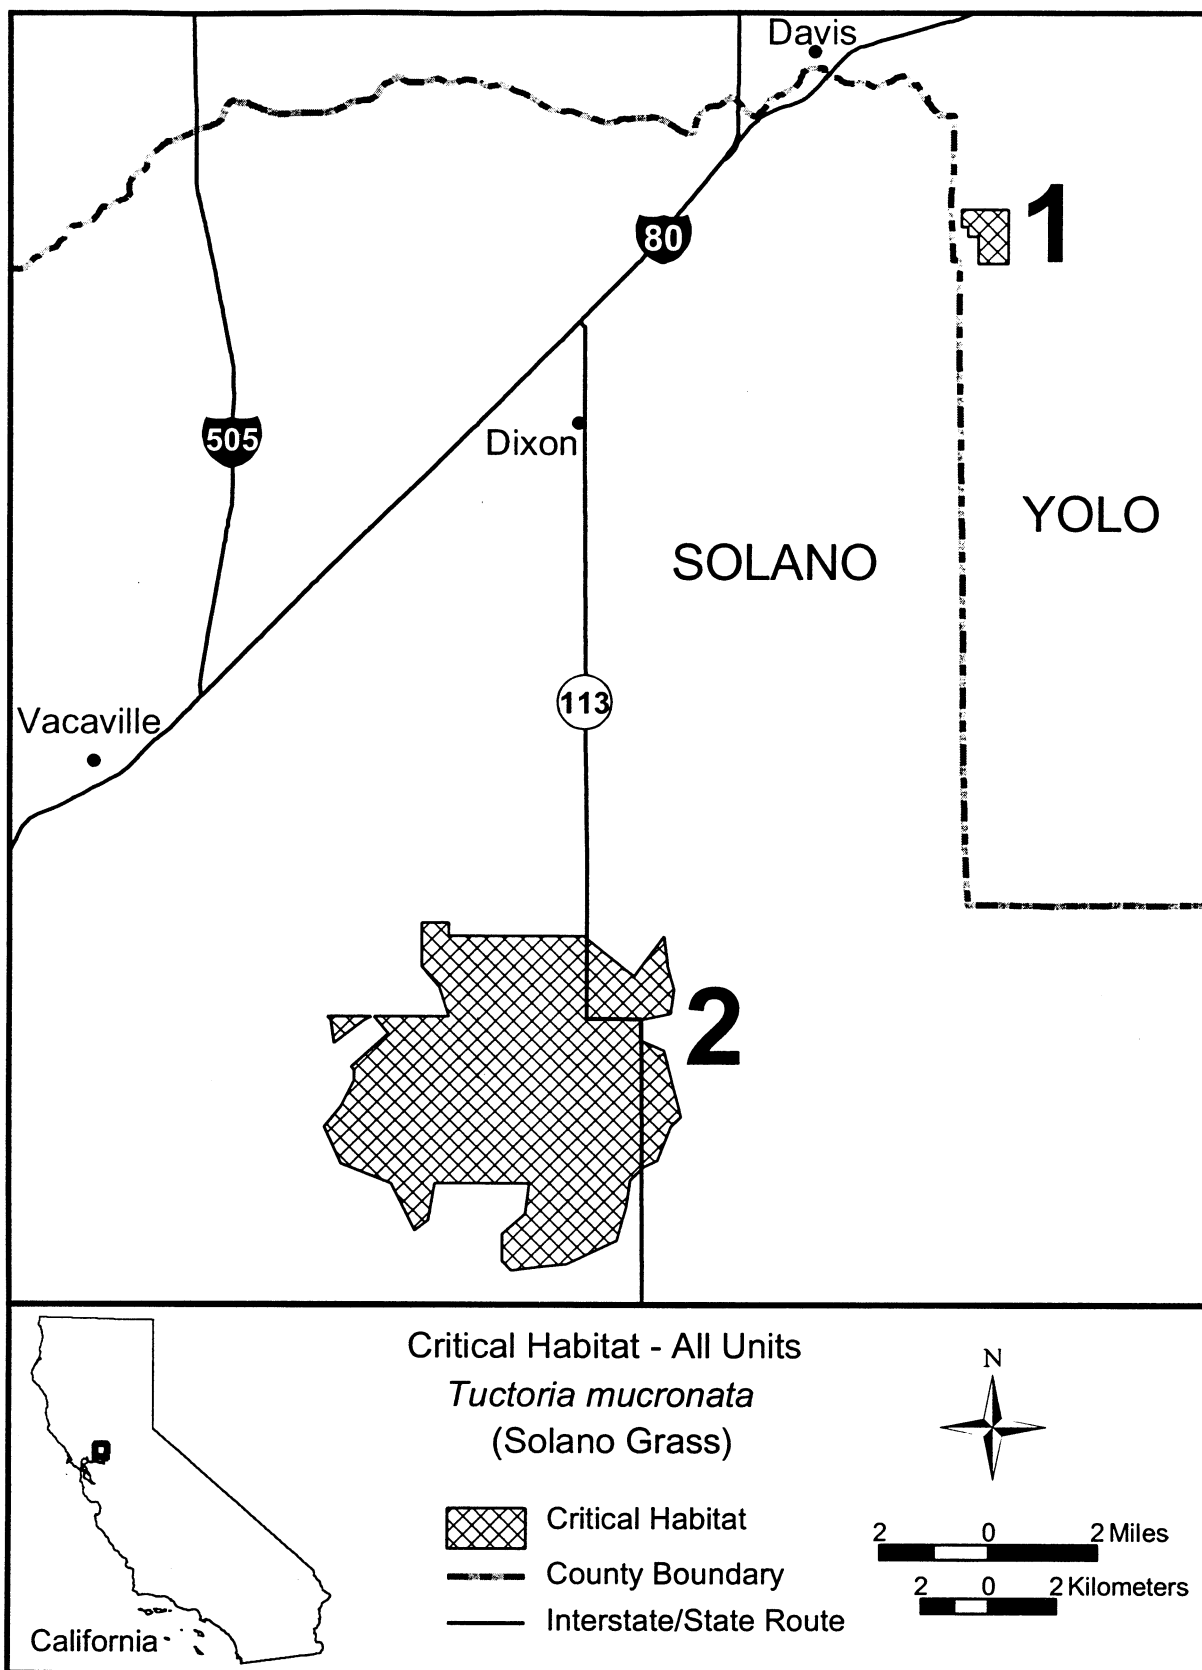 Davis
1
80
505
Dixon
YOLO
SOLANO
113
Vacaville
2
Critical Habitat - All Units
Tuctoria mucronata
(Solano Grass)
N
Critical Habitat
County Boundary
Interstate/State Route
2 0 2 Miles
2 0 2 Kilometers
California